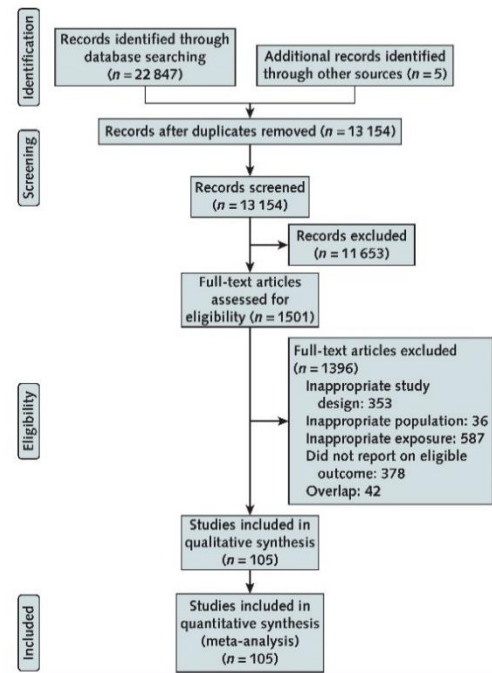 Identification
Records identified through
database searching
(n = 22 847)
Additional records identified
through other sources (n = 5)
Records after duplicates removed (n = 13 154)
Screening
Records screened
(n = 13 154)
Records excluded
(n = 11 653)
Full-text articles
assessed for
eligibility (n = 1501)
Eligibility
Full-text articles excluded
(n = 1396)
Inappropriate study
design: 353
Inappropriate population: 36
Inappropriate exposure: 587
Did not report on eligible
outcome: 378
Overlap: 42
Studies included in
qualitative synthesis
(n = 105)
Included
Studies included in
quantitative synthesis
(meta-analysis)
(n = 105)